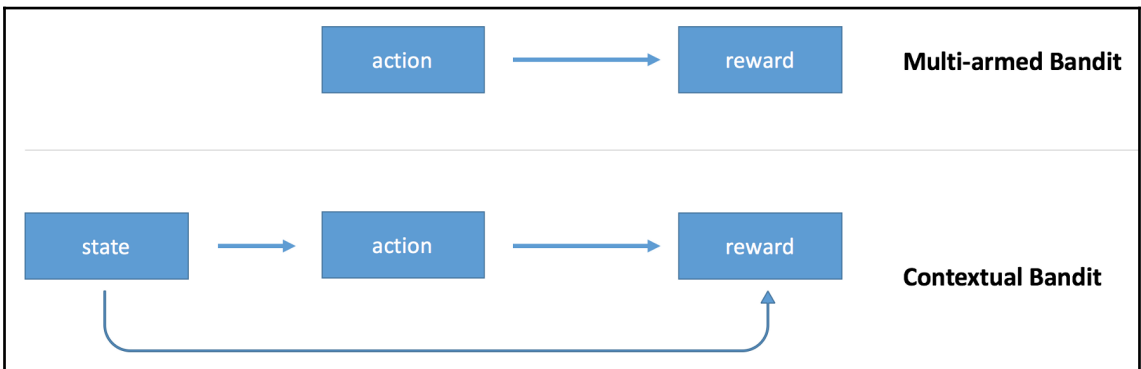 action
reward
Multi-armed Bandit
state
action
reward
Contextual Bandit